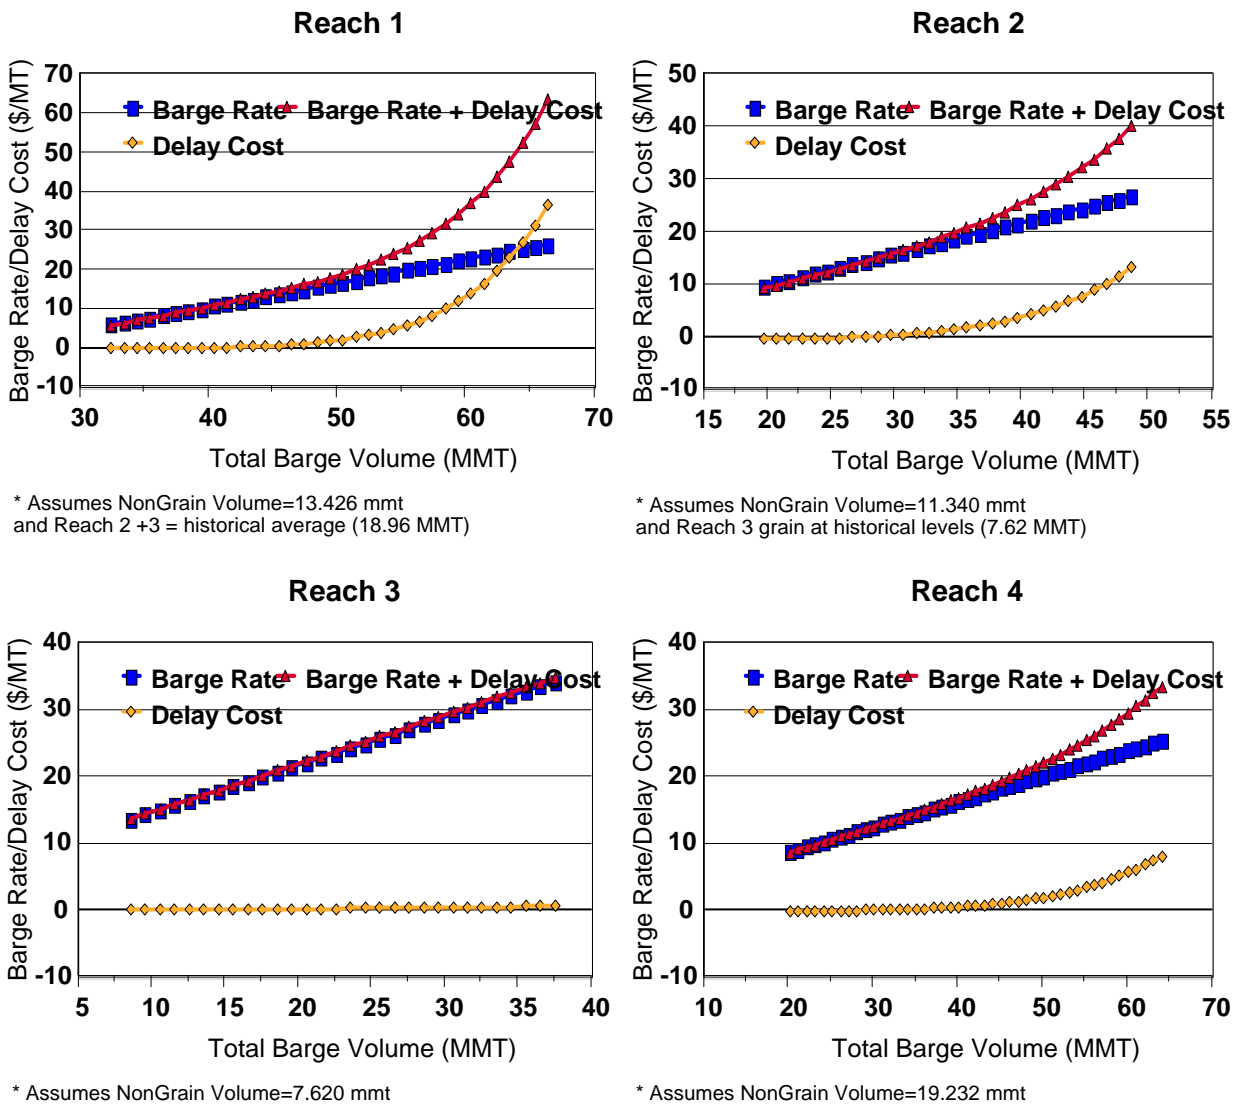 Reach 1
Barge Rate/Delay Cost ($/MT)
70
60
50
40
30
20
10
0
-10
Barge Rate
Barge Rate + Delay Cost
Delay Cost
30 40 50 60 70
Total Barge Volume (MMT)
* Assumes NonGrain Volume=13.426 mmt
and Reach 2 +3 = historical average (18.96 MMT)
Reach 2
Barge Rate/Delay Cost ($/MT)
50
40
30
20
10
0
-10
Barge Rate
Barge Rate + Delay Cost
Delay Cost
15 20 25 30 35 40 45 50 55
Total Barge Volume (MMT)
* Assumes NonGrain Volume=11.340 mmt
and Reach 3 grain at historical levels (7.62 MMT)
Reach 3
Barge Rate/Delay Cost ($/MT)
40
30
20
10
0
-10
Barge Rate
Barge Rate + Delay Cost
Delay Cost
5 10 15 20 25 30 35 40
Total Barge Volume (MMT)
* Assumes NonGrain Volume=7.620 mmt
Reach 4
Barge Rate/Delay Cost ($/MT)
40
30
20
10
0
-10
Barge Rate
Barge Rate + Delay Cost
Delay Cost
10 20 30 40 50 60 70
Total Barge Volume (MMT)
* Assumes NonGrain Volume=19.232 mmt